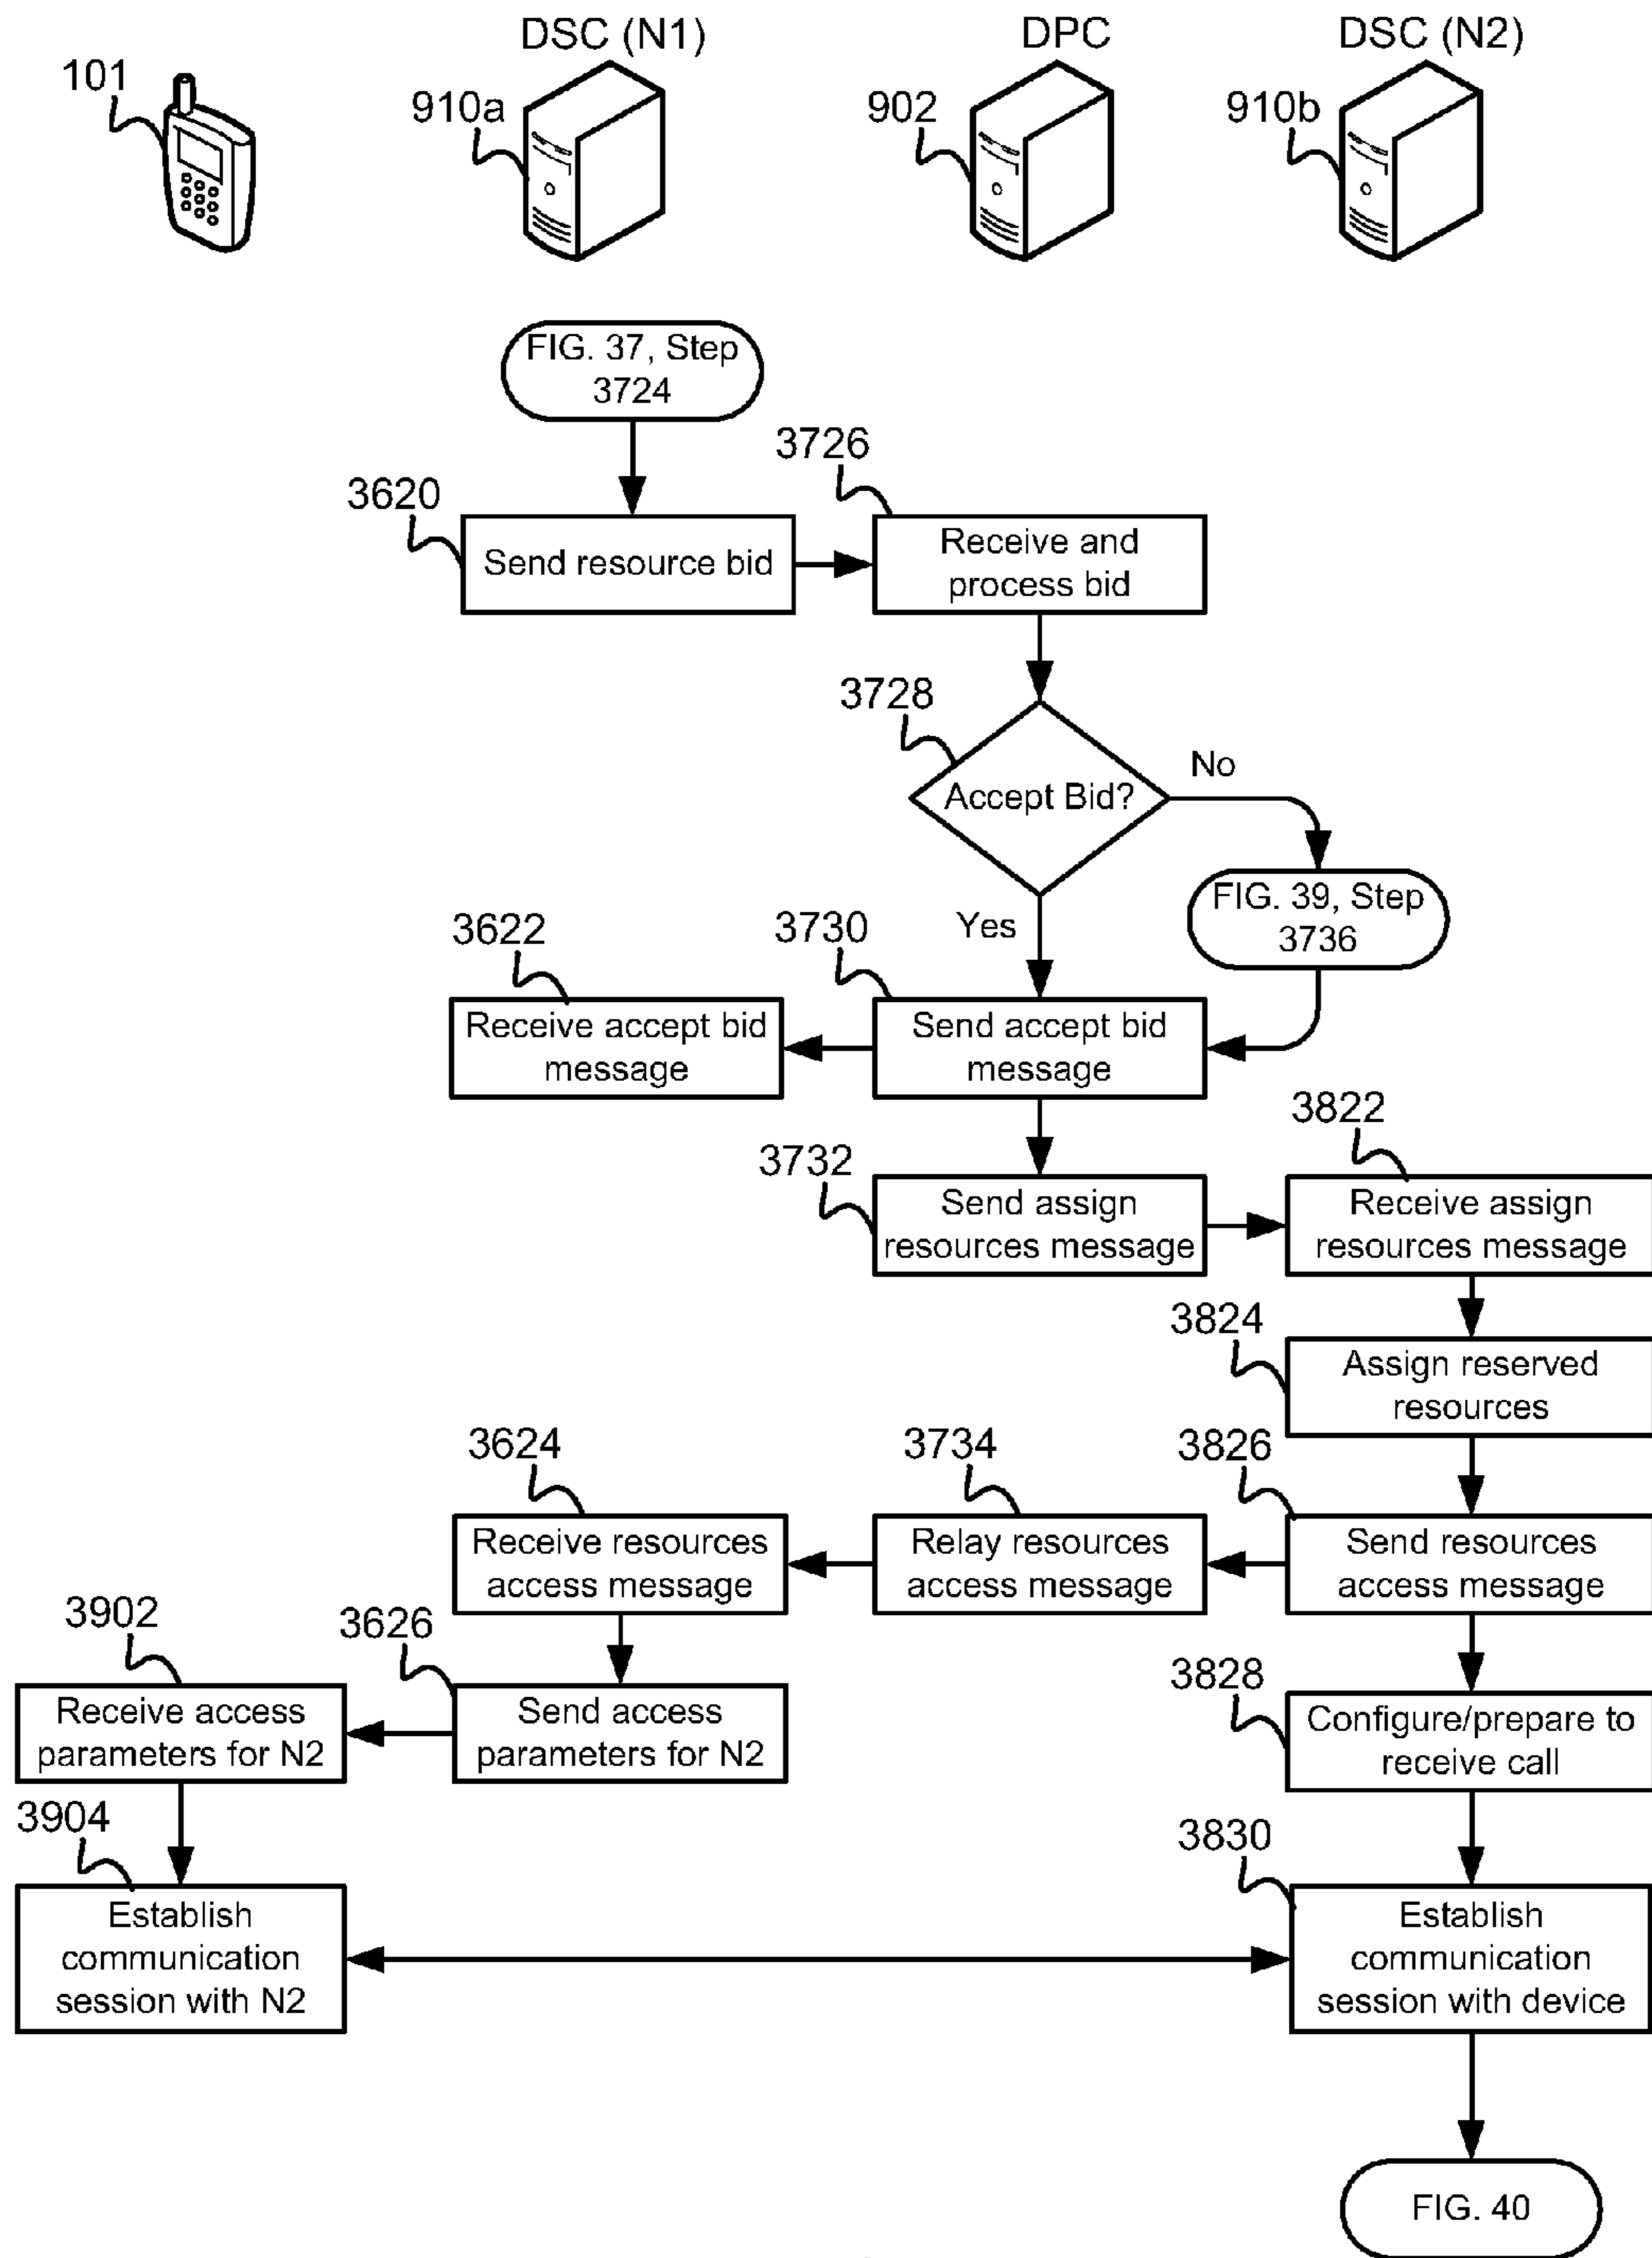 DSC (N1)
DPC
DSC (N2)
101
910a
902
910b
FIG. 37, Step
3724
3726
3620
Send resource bid
Receive and
process bid
3728
Accept Bid?
No
FIG. 39, Step
3736
Yes
3622
3730
Receive accept bid
message
Send accept bid
message
3822
3732
Send assign
resources message
Receive assign
resources message
3824
Assign reserved
resources
3624
3734
3826
Receive resources
access message
Relay resources
access message
Send resources
access message
3902
3626
3828
Receive access
parameters for N2
Send access
parameters for N2
Configure/prepare to
receive call
3904
3830
Establish
communication
session with N2
Establish
communication
session with device
FIG. 40